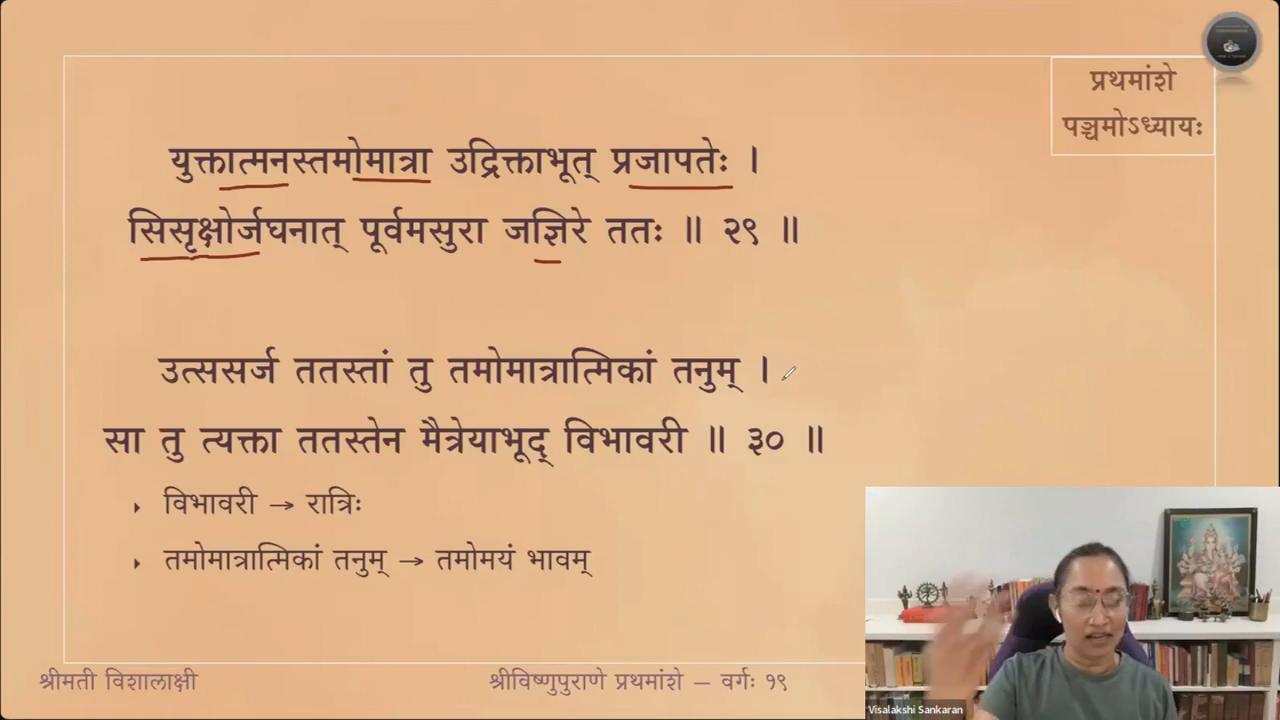 प्रथमांशे
पञ्चमोऽध्यायः
युक्तात्मनस्तमोमात्रा उद्रिक्ताभूत् प्रजापतेः ।
सिसृक्षोर्जघनात् पूर्वमसुरा जज्ञिरे ततः ॥ २९ ॥
उत्ससर्ज ततस्तां तु तमोमात्रात्मिकां तनुम् ।
सा तु त्यक्ता ततस्तेन मैत्रेयाभूद् विभावरी ॥ ३० ॥
विभावरी → रात्रिः
तमोमात्रात्मिकां तनुम् → तमोमयं भावम्
श्रीमती विशालाक्षी
श्रीविष्णुपुराणे प्रथमांशे – वर्गः १९
Visalakshi Sankaran